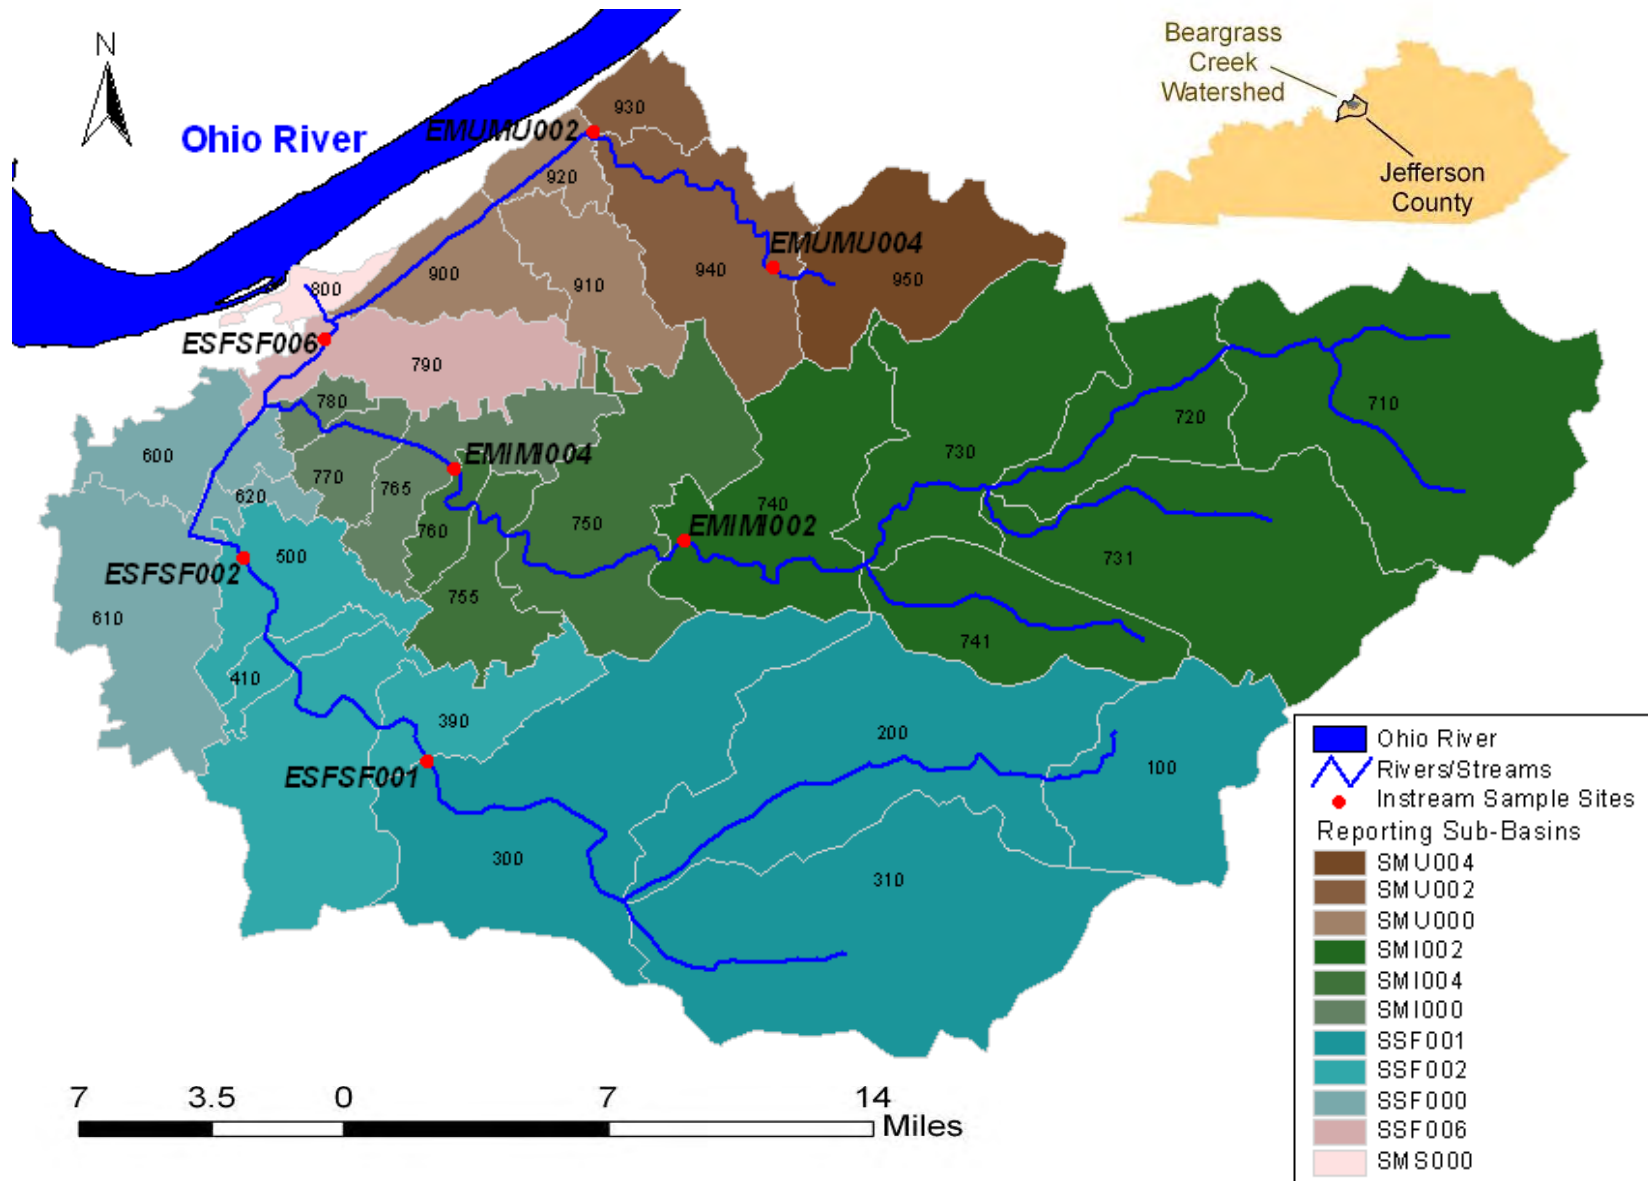 N
Ohio River
Beargrass
Creek
Watershed
Jefferson
County
930
EMUMU002
920
EMUMU004
900
910
940
950
800
ESFSF006
790
780
710
720
600
EMIMI004
730
770
765
620
740
750
EMIMI002
760
500
731
ESFSF002
755
610
741
410
390
200
ESFSF001
100
300
310
7 3.5 0 7 14
Miles
Ohio River
Rivers/Streams
Instream Sample Sites
Reporting Sub-Basins
SMU004
SMU002
SMU000
SMI002
SMI004
SMI000
SSF001
SSF002
SSF000
SSF006
SMS000